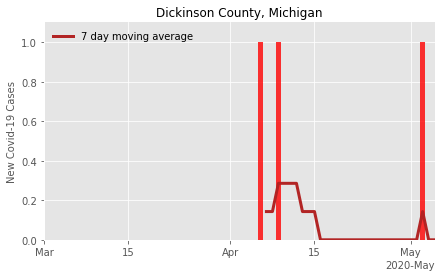 Dickinson County, Michigan
7 day moving average
New Covid-19 Cases
1.0
0.8
0.6
0.4
0.2
0.0
Mar 15 Apr 15 May
2020-May